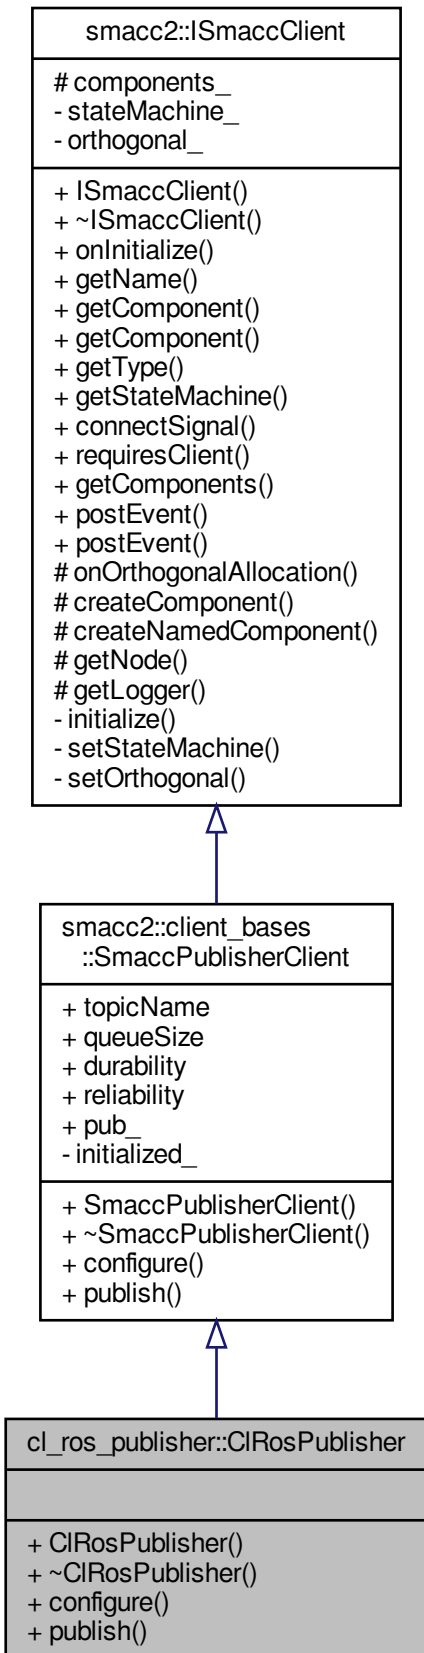 smacc2::ISmaccClient
# components_
- stateMachine_
- orthogonal_
+ ISmaccClient()
+ ~ISmaccClient()
+ onInitialize()
+ getName()
+ getComponent()
+ getComponent()
+ getType()
+ getStateMachine()
+ connectSignal()
+ requiresClient()
+ getComponents()
+ postEvent()
+ postEvent()
# onOrthogonalAllocation()
# createComponent()
# createNamedComponent()
# getNode()
# getLogger()
- initialize()
- setStateMachine()
- setOrthogonal()
smacc2::client_bases
::SmaccPublisherClient
+ topicName
+ queueSize
+ durability
+ reliability
+ pub_
- initialized_
+ SmaccPublisherClient()
+ ~SmaccPublisherClient()
+ configure()
+ publish()
cl_ros_publisher::ClRosPublisher
+ ClRosPublisher()
+ ~ClRosPublisher()
+ configure()
+ publish()